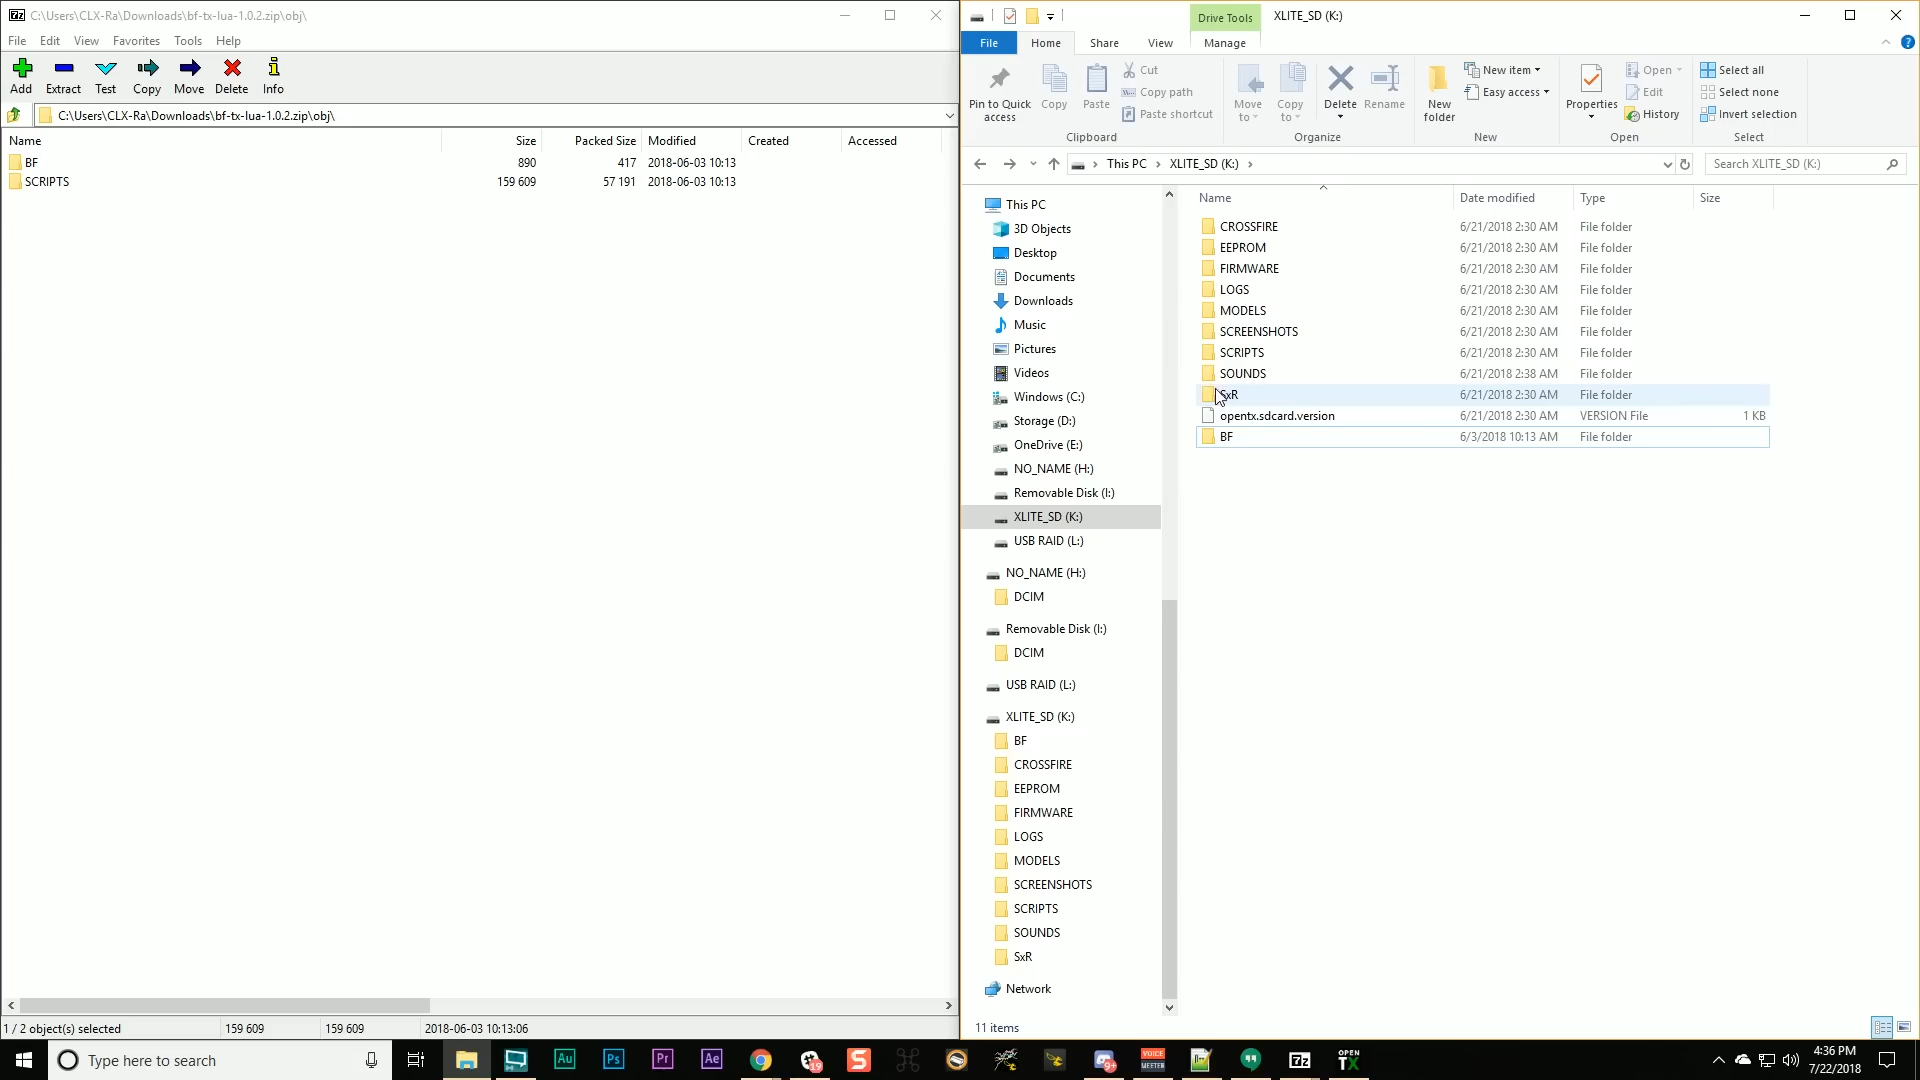 C:\Users\CLX-Ra\Downloads\bf-tx-lua-1.0.2.zip\obj\
File Edit View Favorites Tools Help
Add Extract Test Copy Move Delete Info
C:\Users\CLX-Ra\Downloads\bf-tx-lua-1.0.2.zip\obj\
Name Size Packed Size Modified Created Accessed
BF 890 417 2018-06-03 10:13
SCRIPTS 159 609 57 191 2018-06-03 10:13
1 / 2 object(s) selected 159 609 159 609 2018-06-03 10:13:06
Drive Tools XLITE_SD (K:)
File Home Share View Manage
Pin to Quick access
Copy
Paste
Cut
Copy path
Paste shortcut
Clipboard
Move to
Copy to
Delete
Rename
Organize
New folder
New item
Easy access
New
Properties
Open
Edit
History
Open
Select all
Select none
Invert selection
Select
This PC XLITE_SD (K:)
Search XLITE_SD (K:)
This PC
3D Objects
Desktop
Documents
Downloads
Music
Pictures
Videos
Windows (C:)
Storage (D:)
OneDrive (E:)
NO_NAME (H:)
Removable Disk (I:)
XLITE_SD (K:)
USB RAID (L:)
NO_NAME (H:)
DCIM
Removable Disk (I:)
DCIM
USB RAID (L:)
XLITE_SD (K:)
BF
CROSSFIRE
EEPROM
FIRMWARE
LOGS
MODELS
SCREENSHOTS
SCRIPTS
SOUNDS
SxR
Network
Name Date modified Type Size
CROSSFIRE 6/21/2018 2:30 AM File folder
EEPROM 6/21/2018 2:30 AM File folder
FIRMWARE 6/21/2018 2:30 AM File folder
LOGS 6/21/2018 2:30 AM File folder
MODELS 6/21/2018 2:30 AM File folder
SCREENSHOTS 6/21/2018 2:30 AM File folder
SCRIPTS 6/21/2018 2:30 AM File folder
SOUNDS 6/21/2018 2:38 AM File folder
SxR 6/21/2018 2:30 AM File folder
opentx.sdcard.version 6/21/2018 2:30 AM VERSION File 1 KB
BF 6/3/2018 10:13 AM File folder
11 items
Type here to search
Au Ps Pr Ae
19
S
9+
VOICE MEETER
7z
OPEN TX
4:36 PM
7/22/2018